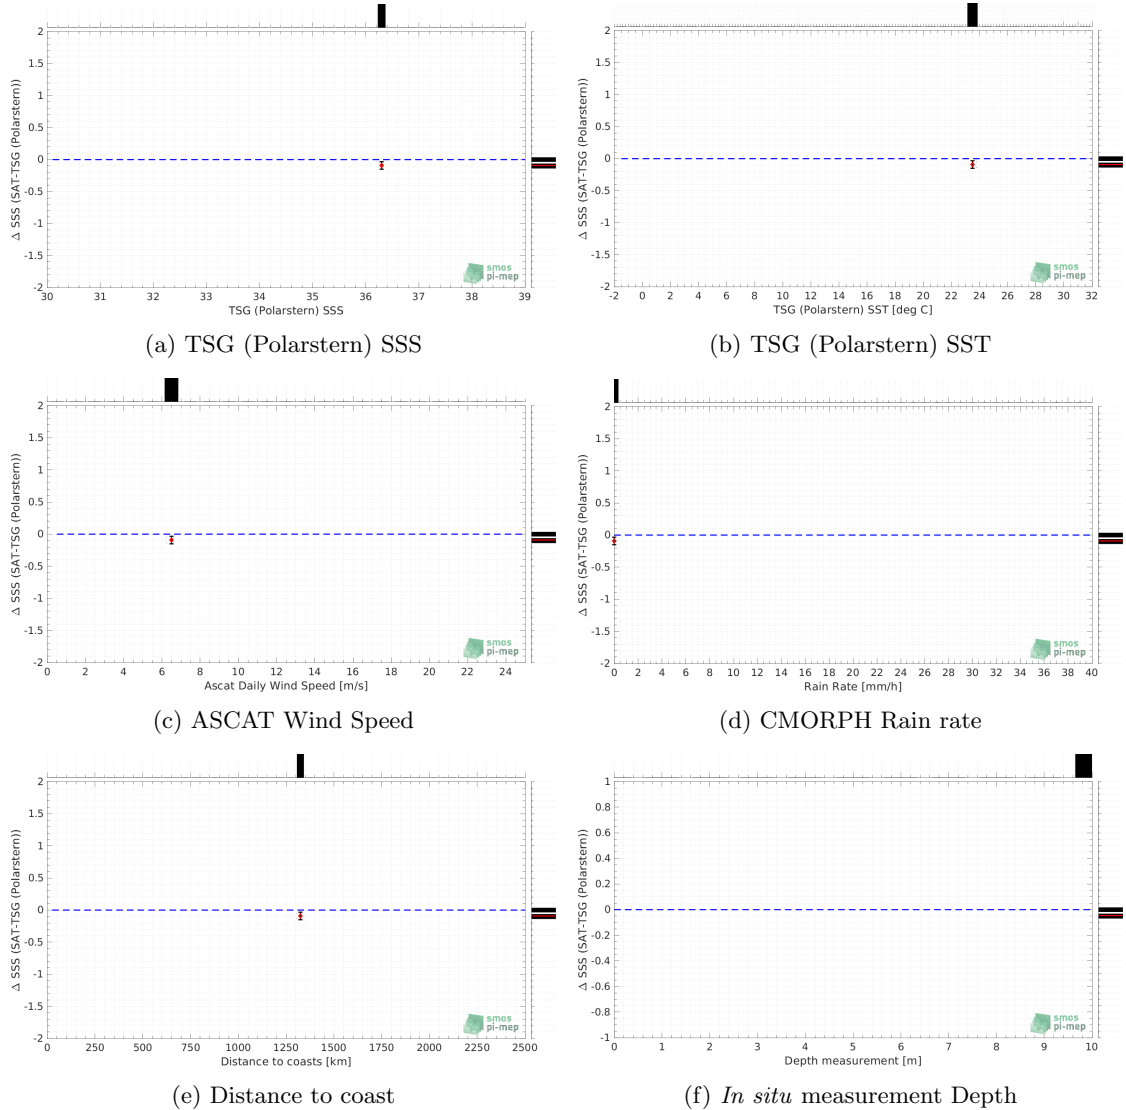 2
1.5
1
0.5
0
-0.5
-1
-1.5
-2
Δ SSS (SAT-TSG (Polarstern))
30 31 32 33 34 35 36 37 38 39
TSG (Polarstern) SSS
smos
pi-mep
(a) TSG (Polarstern) SSS
2
1.5
1
0.5
0
-0.5
-1
-1.5
-2
Δ SSS (SAT-TSG (Polarstern))
-2 0 2 4 6 8 10 12 14 16 18 20 22 24 26 28 30 32
TSG (Polarstern) SST [deg C]
smos
pi-mep
(b) TSG (Polarstern) SST
2
1.5
1
0.5
0
-0.5
-1
-1.5
-2
Δ SSS (SAT-TSG (Polarstern))
0 2 4 6 8 10 12 14 16 18 20 22 24
Ascat Daily Wind Speed [m/s]
smos
pi-mep
(c) ASCAT Wind Speed
2
1.5
1
0.5
0
-0.5
-1
-1.5
-2
Δ SSS (SAT-TSG (Polarstern))
0 2 4 6 8 10 12 14 16 18 20 22 24 26 28 30 32 34 36 38 40
Rain Rate [mm/h]
smos
pi-mep
(d) CMORPH Rain rate
2
1.5
1
0.5
0
-0.5
-1
-1.5
-2
Δ SSS (SAT-TSG (Polarstern))
0 250 500 750 1000 1250 1500 1750 2000 2250 2500
Distance to coasts [km]
smos
pi-mep
(e) Distance to coast
1
0.8
0.6
0.4
0.2
0
-0.2
-0.4
-0.6
-0.8
-1
Δ SSS (SAT-TSG (Polarstern))
0 1 2 3 4 5 6 7 8 9 10
Depth measurement [m]
smos
pi-mep
(f) In situ measurement Depth